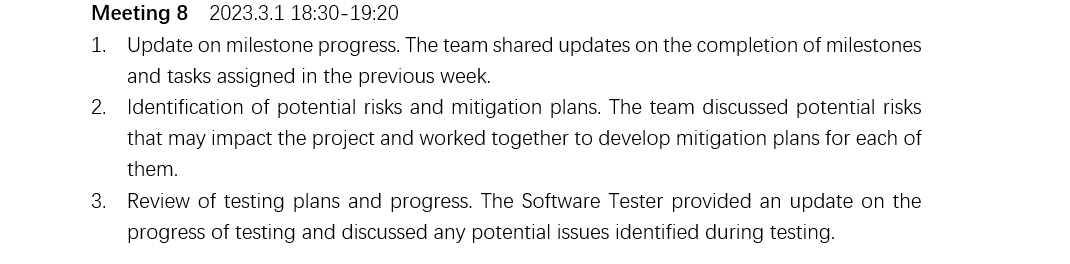 Meeting 8 2023.3.1 18:30-19:20
1. Update on milestone progress. The team shared updates on the completion of milestones
and tasks assigned in the previous week.
2. Identification of potential risks and mitigation plans. The team discussed potential risks
that may impact the project and worked together to develop mitigation plans for each of
them.
3. Review of testing plans and progress. The Software Tester provided an update on the
progress of testing and discussed any potential issues identified during testing.